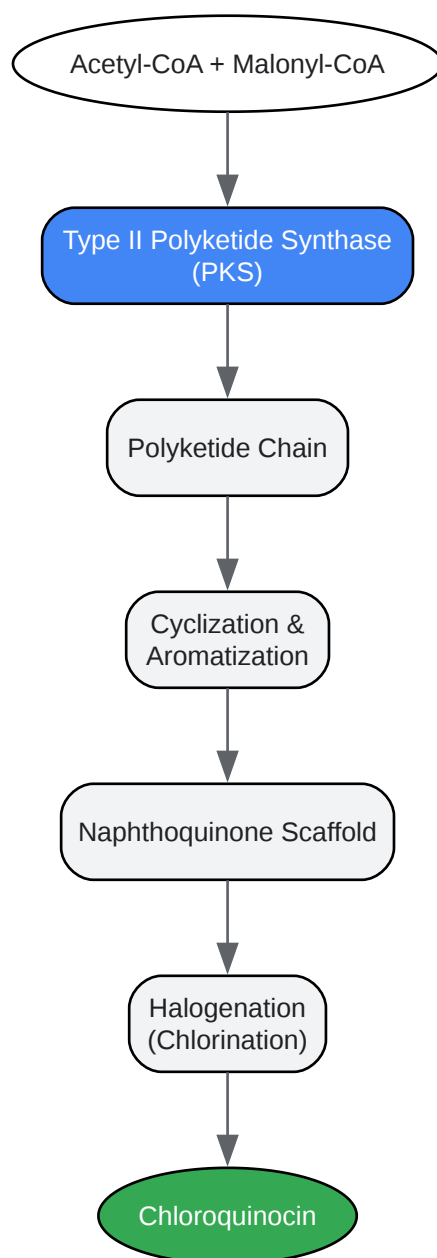 Acetyl-CoA + Malonyl-CoA
Type II Polyketide Synthase
(PKS)
Polyketide Chain
Cyclization &
Aromatization
Naphthoquinone Scaffold
Halogenation
(Chlorination)
Chloroquinocin